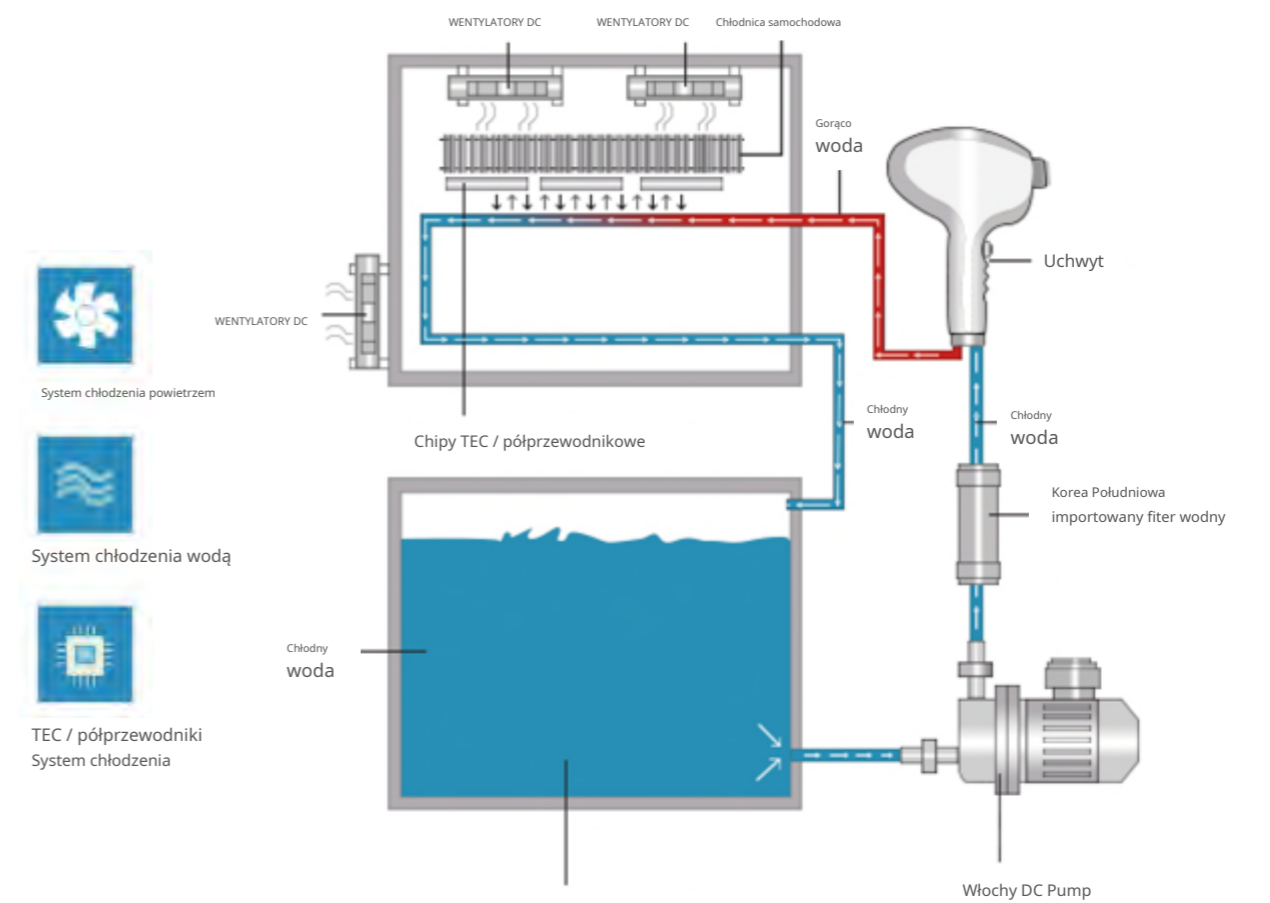 WENTYLATORY DC
WENTYLATORY DC
Chłodnica samochodowa
Gorąco
woda
Uchwyt
WENTYLATORY DC
System chłodzenia powietrzem
Chłodny
woda
Chłodny
woda
Chipy TEC / półprzewodnikowe
Korea Południowa
importowany fiter wodny
System chłodzenia wodą
Chłodny
woda
TEC / półprzewodniki
System chłodzenia
Włochy DC Pump